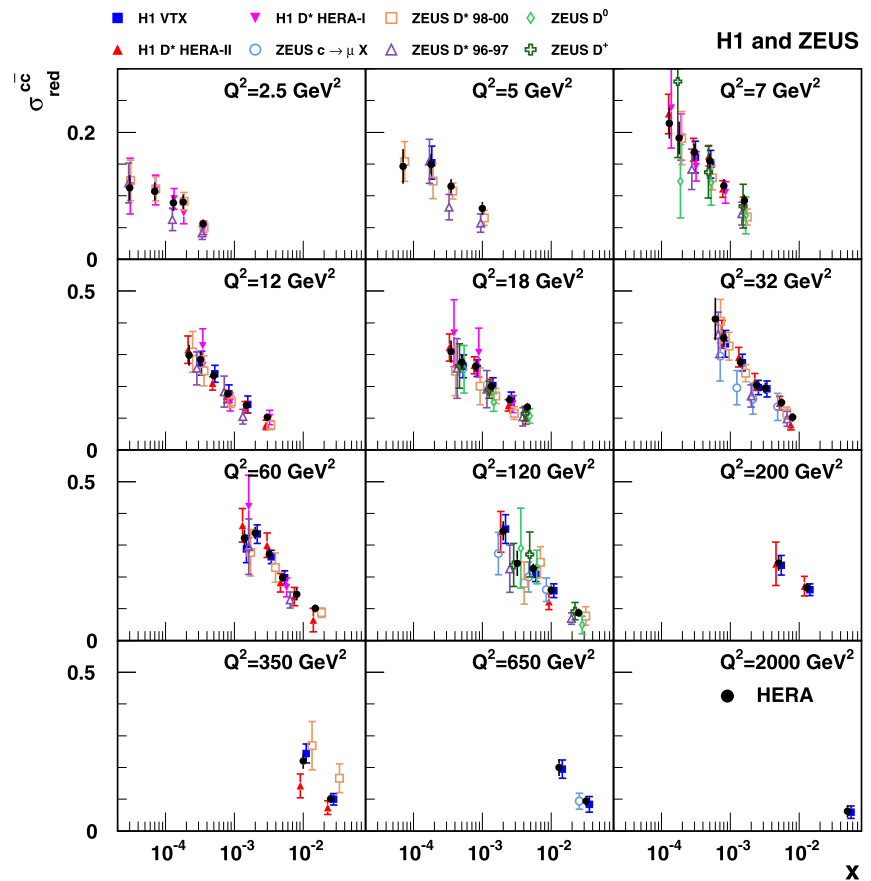 H1 VTX
H1 D* HERA-I
ZEUS D* 98-00
ZEUS D⁰
H1 D* HERA-II
ZEUS c → μ X
ZEUS D* 96-97
ZEUS D⁺
H1 and ZEUS
σ_red^{cc̄}
Q²=2.5 GeV²
Q²=5 GeV²
Q²=7 GeV²
0.2
0
Q²=12 GeV²
Q²=18 GeV²
Q²=32 GeV²
0.5
0
Q²=60 GeV²
Q²=120 GeV²
Q²=200 GeV²
0.5
0
Q²=350 GeV²
Q²=650 GeV²
Q²=2000 GeV²
HERA
0.5
0
10⁻⁴ 10⁻³ 10⁻² 10⁻⁴ 10⁻³ 10⁻² 10⁻⁴ 10⁻³ 10⁻²
x